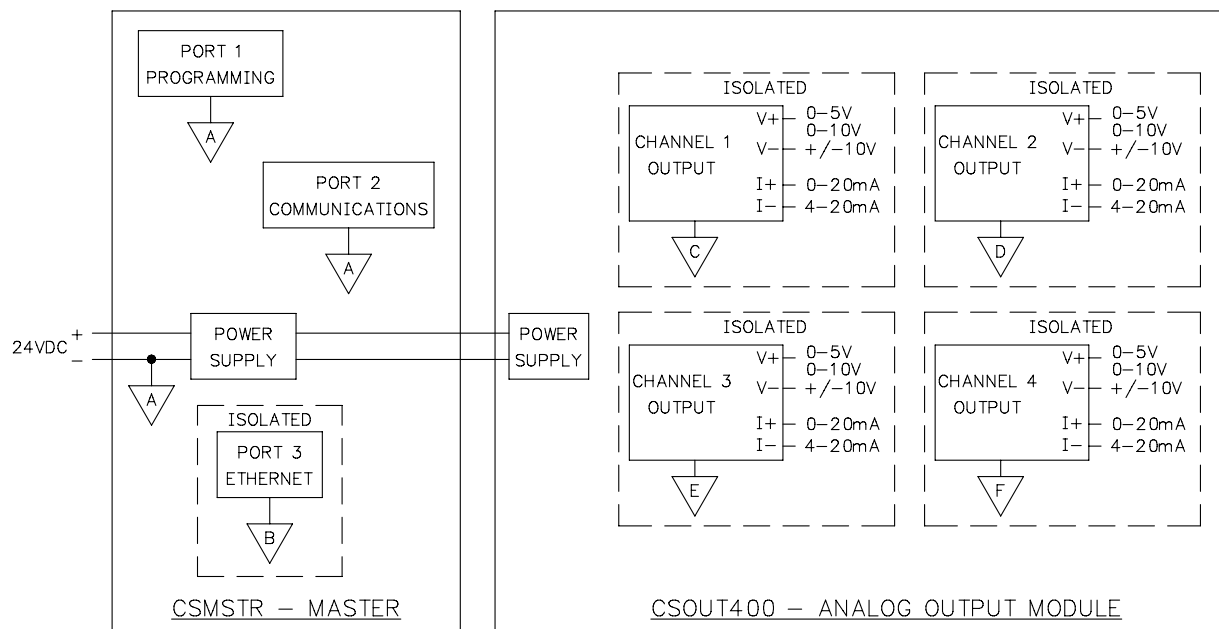 PORT 1
PROGRAMMING
A
PORT 2
COMMUNICATIONS
A
24VDC
+
-
POWER
SUPPLY
A
ISOLATED
PORT 3
ETHERNET
B
CSMSTR - MASTER
POWER
SUPPLY
ISOLATED
CHANNEL 1
OUTPUT
V+ 0-5V
0-10V
V- +/-10V
I+ 0-20mA
I- 4-20mA
C
ISOLATED
CHANNEL 2
OUTPUT
V+ 0-5V
0-10V
V- +/-10V
I+ 0-20mA
I- 4-20mA
D
ISOLATED
CHANNEL 3
OUTPUT
V+ 0-5V
0-10V
V- +/-10V
I+ 0-20mA
I- 4-20mA
E
ISOLATED
CHANNEL 4
OUTPUT
V+ 0-5V
0-10V
V- +/-10V
I+ 0-20mA
I- 4-20mA
F
CSOUT400 - ANALOG OUTPUT MODULE